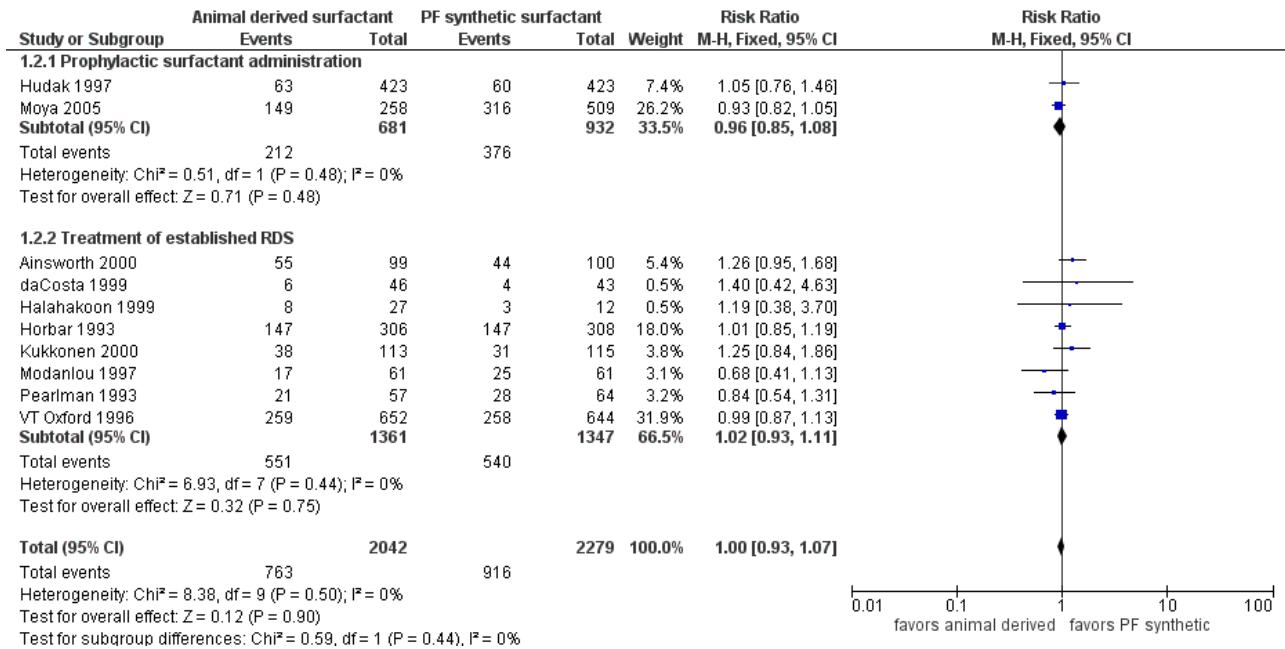 Animal derived surfactant PF synthetic surfactant Risk Ratio Risk Ratio
Study or Subgroup Events Total Events Total Weight M-H, Fixed, 95% CI M-H, Fixed, 95% CI
1.2.1 Prophylactic surfactant administration
Hudak 1997 63 423 60 423 7.4% 1.05 [0.76, 1.46]
Moya 2005 149 258 316 509 26.2% 0.93 [0.82, 1.05]
Subtotal (95% CI) 681 932 33.5% 0.96 [0.85, 1.08]
Total events 212 376
Heterogeneity: Chi² = 0.51, df = 1 (P = 0.48); I² = 0%
Test for overall effect: Z = 0.71 (P = 0.48)
1.2.2 Treatment of established RDS
Ainsworth 2000 55 99 44 100 5.4% 1.26 [0.95, 1.68]
daCosta 1999 6 46 4 43 0.5% 1.40 [0.42, 4.63]
Halahakoon 1999 8 27 3 12 0.5% 1.19 [0.38, 3.70]
Horbar 1993 147 306 147 308 18.0% 1.01 [0.85, 1.19]
Kukkonen 2000 38 113 31 115 3.8% 1.25 [0.84, 1.86]
Modanlou 1997 17 61 25 61 3.1% 0.68 [0.41, 1.13]
Pearlman 1993 21 57 28 64 3.2% 0.84 [0.54, 1.31]
VT Oxford 1996 259 652 258 644 31.9% 0.99 [0.87, 1.13]
Subtotal (95% CI) 1361 1347 66.5% 1.02 [0.93, 1.11]
Total events 551 540
Heterogeneity: Chi² = 6.93, df = 7 (P = 0.44); I² = 0%
Test for overall effect: Z = 0.32 (P = 0.75)
Total (95% CI) 2042 2279 100.0% 1.00 [0.93, 1.07]
Total events 763 916
Heterogeneity: Chi² = 8.38, df = 9 (P = 0.50); I² = 0%
Test for overall effect: Z = 0.12 (P = 0.90)
Test for subgroup differences: Chi² = 0.59, df = 1 (P = 0.44), I² = 0%
0.01 0.1 1 10 100
favors animal derived favors PF synthetic